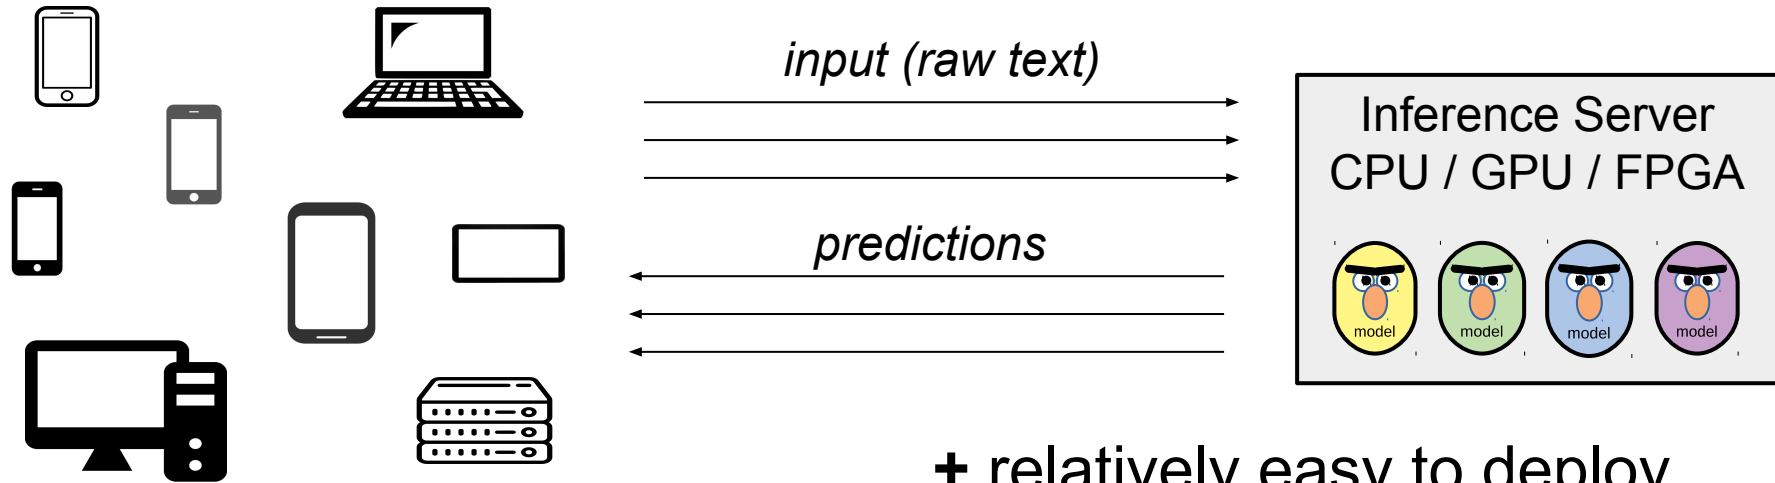 input (raw text)
Inference Server
CPU / GPU / FPGA
predictions
model model model model
+ relatively easy to deploy